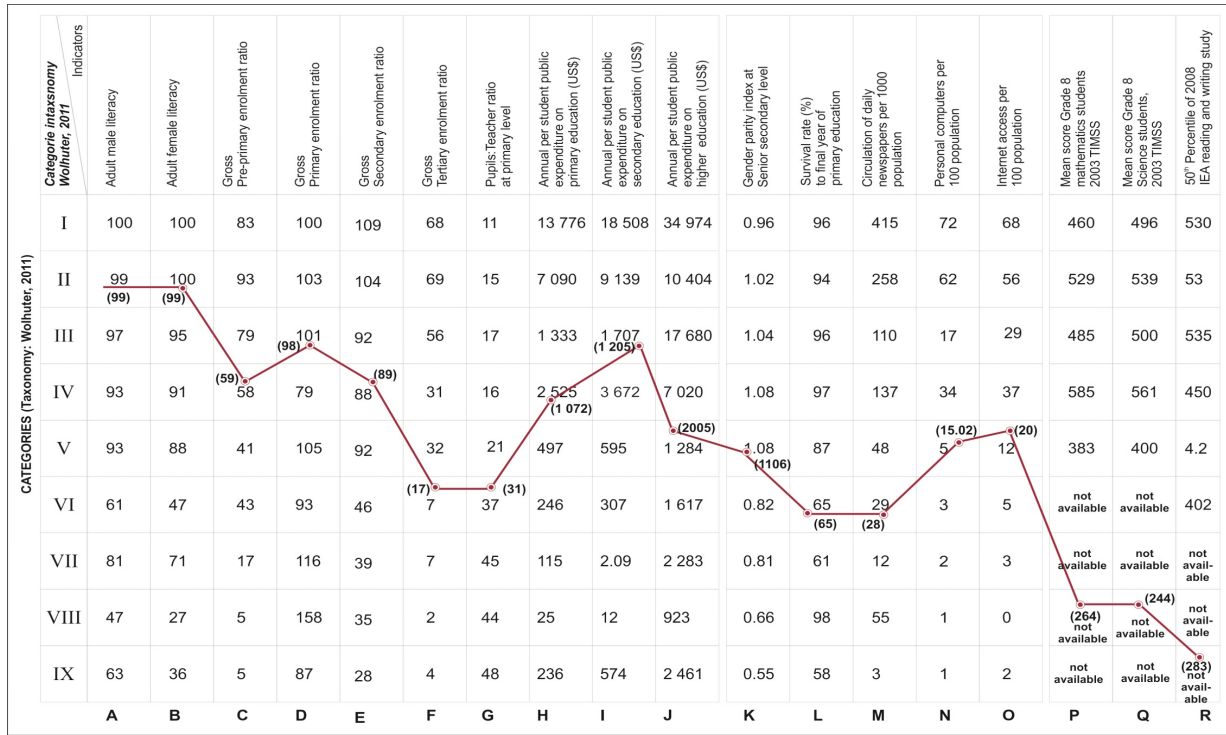 Indicators
Categorie intaxsnomy
Wolhuter, 2011
Adult male literacy
Adult female literacy
Gross
Pre-primary enrolment ratio
Gross
Primary enrolment ratio
Gross
Secondary enrolment ratio
Gross
Tertiary enrolment ratio
Pupils:Teacher ratio
at primary level
Annual per student public
expenditure on
primary education (US$)
Annual per student public
expenditure on
secondary education (US$)
Annual per student public
expenditure on
higher education (US$)
Gender parity index at
Senior secondary level
Survival rate (%)
to final year of
primary education
Circulation of daily
newspapers per 1000
population
Personal computers per
100 population
Internet access per
100 population
Mean score Grade 8
mathematics students
2003 TIMSS
Mean score Grade 8
Science students,
2003 TIMSS
50th Percentile of 2008
IEA reading and writing study
CATEGORIES (Taxonomy: Wolhuter, 2011)
I 100 100 83 100 109 68 11 13 776 18 508 34 974 0.96 96 415 72 68 460 496 530
II 99 100 93 103 104 69 15 7 090 9 139 10 404 1.02 94 258 62 56 529 539 53
(99) (99)
III 97 95 79 101 92 56 17 1 333 1 707 17 680 1.04 96 110 17 29 485 500 535
(98) (1 205)
(59) (89)
IV 93 91 58 79 88 31 16 2 525 3 672 7 020 1.08 97 137 34 37 585 561 450
(1 072)
(2005) (15.02) (20)
V 93 88 41 105 92 32 21 497 595 1 284 1.08 87 48 5 12 383 400 4.2
(1106)
(17) (31)
VI 61 47 43 93 46 7 37 246 307 1 617 0.82 65 29 3 5 not available not available 402
(65) (28)
VII 81 71 17 116 39 7 45 115 2.09 2 283 0.81 61 12 2 3 not available not available not avail-able
(244)
VIII 47 27 5 158 35 2 44 25 12 923 0.66 98 55 1 0 (264) not available not available not avail-able
(283)
IX 63 36 5 87 28 4 48 236 574 2 461 0.55 58 3 1 2 not available not available not avail-able
A B C D E F G H I J K L M N O P Q R